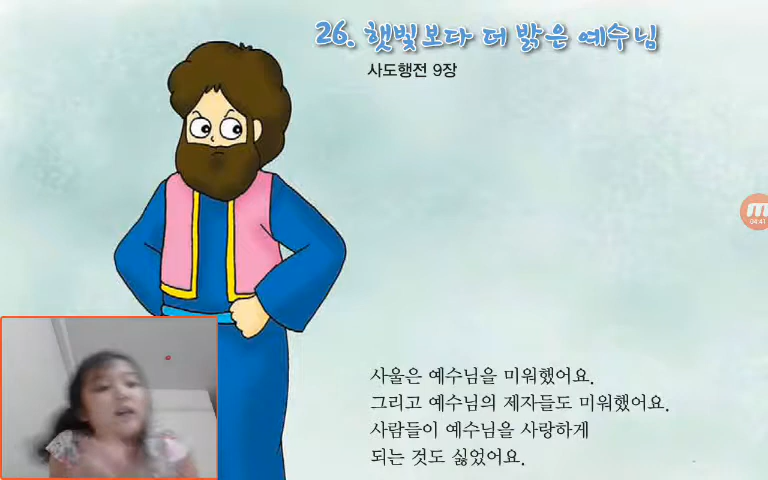 26. 햇빛보다 더 밝은 예수님
사도행전 9장
04:41
사울은 예수님을 미워했어요.
그리고 예수님의 제자들도 미워했어요.
사람들이 예수님을 사랑하게
되는 것도 싫었어요.